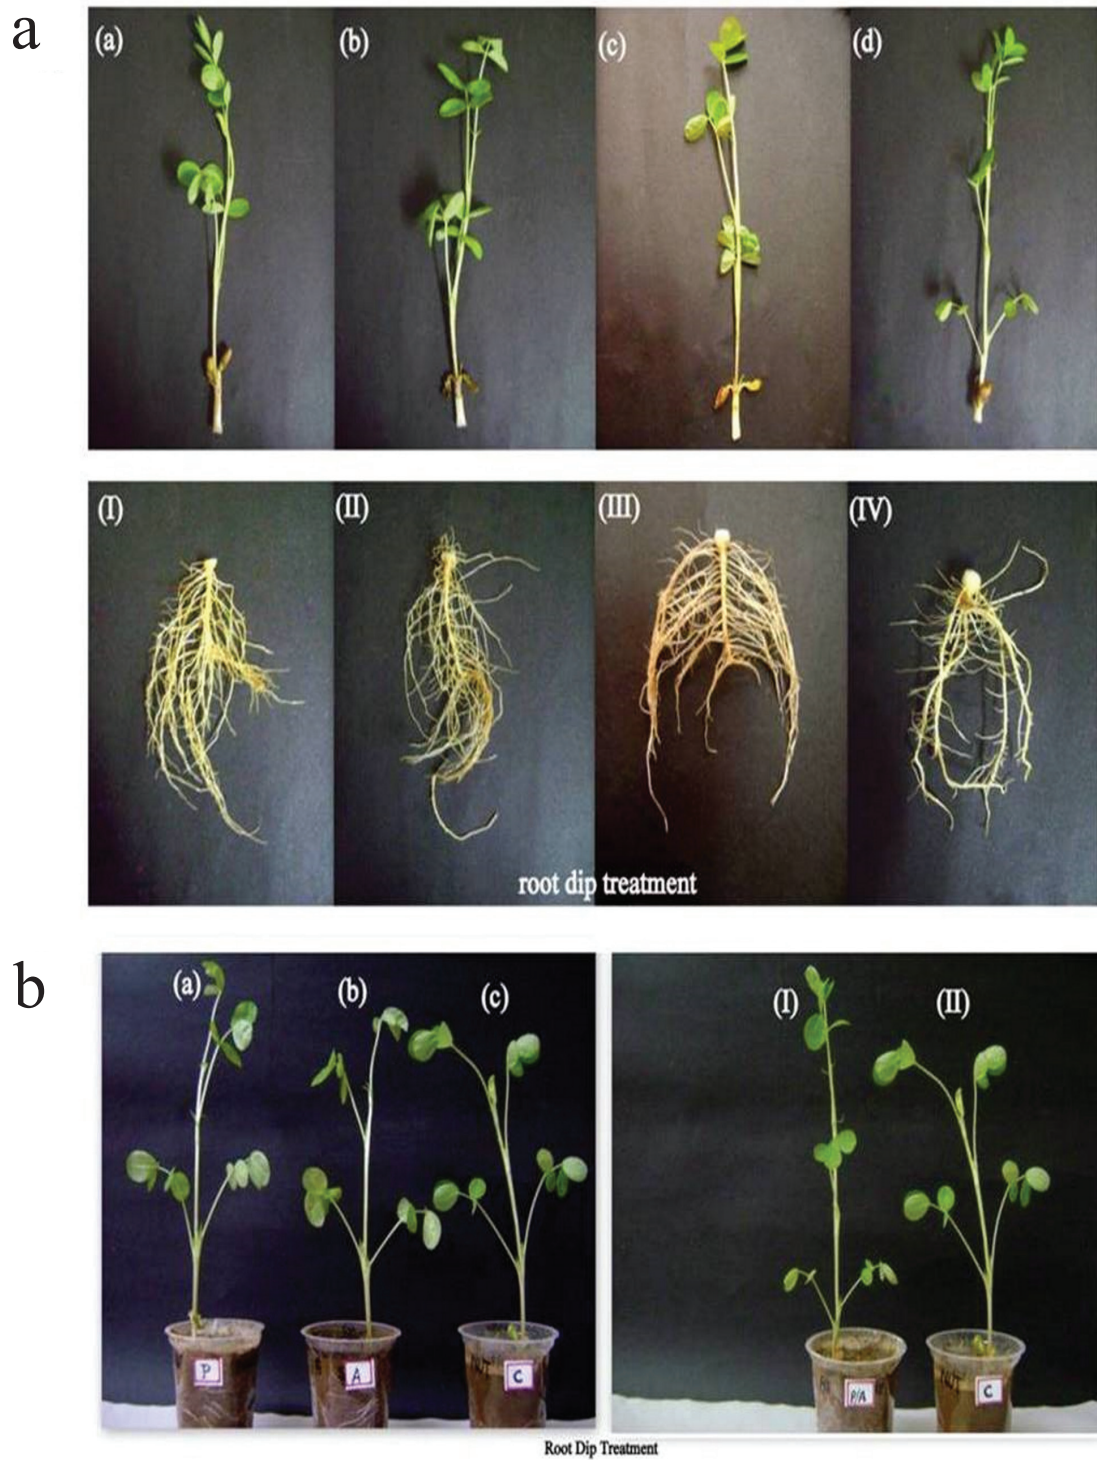 a
(a) (b) (c) (d)
(I) (II) (III) (IV)
root dip treatment
b
(a) (b) (c) (I) (II)
P A C P/A C
Root Dip Treatment